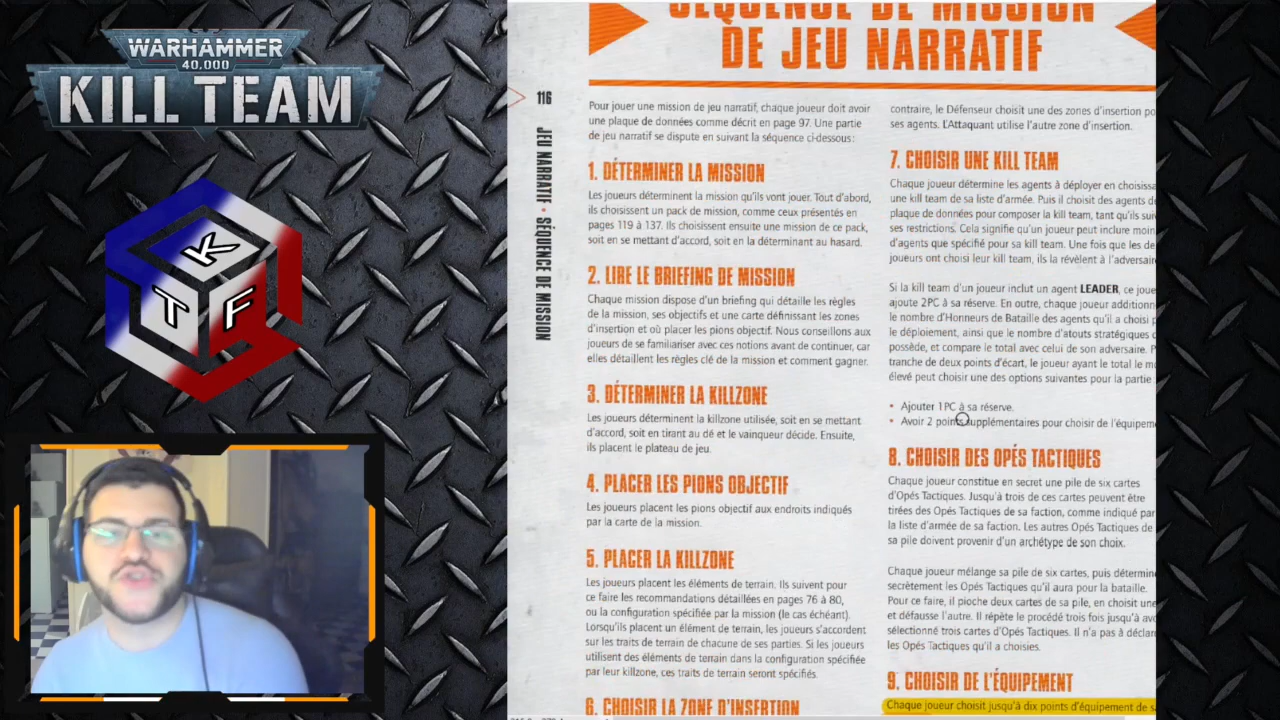 WARHAMMER
40,000
KILL TEAM
K
T F
116
JEU NARRATIF • SÉQUENCE DE MISSION
SÉQUENCE DE MISSION
DE JEU NARRATIF
Pour jouer une mission de jeu narratif, chaque joueur doit avoir
une plaque de données comme décrit en page 97. Une partie
de jeu narratif se dispute en suivant la séquence ci-dessous:
1. DÉTERMINER LA MISSION
Les joueurs déterminent la mission qu'ils vont jouer. Tout d'abord,
ils choisissent un pack de mission, comme ceux présentés en
pages 119 à 137. Ils choisissent ensuite une mission de ce pack,
soit en se mettant d'accord, soit en la déterminant au hasard.
2. LIRE LE BRIEFING DE MISSION
Chaque mission dispose d'un briefing qui détaille les règles
de la mission, ses objectifs et une carte définissant les zones
d'insertion et où placer les pions objectif. Nous conseillons aux
joueurs de se familiariser avec ces notions avant de continuer, car
elles détaillent les règles clé de la mission et comment gagner.
3. DÉTERMINER LA KILLZONE
Les joueurs déterminent la killzone utilisée, soit en se mettant
d'accord, soit en tirant au dé et le vainqueur décide. Ensuite,
ils placent le plateau de jeu.
4. PLACER LES PIONS OBJECTIF
Les joueurs placent les pions objectif aux endroits indiqués
par la carte de la mission.
5. PLACER LA KILLZONE
Les joueurs placent les éléments de terrain. Ils suivent pour
ce faire les recommandations détaillées en pages 76 à 80,
ou la configuration spécifiée par la mission (le cas échéant).
Lorsqu'ils placent un élément de terrain, les joueurs s'accordent
sur les traits de terrain de chacune de ses parties. Si les joueurs
utilisent des éléments de terrain dans la configuration spécifiée
par leur killzone, ces traits de terrain seront spécifiés.
6. CHOISIR LA ZONE D'INSERTION
contraire, le Défenseur choisit une des zones d'insertion po
ses agents. L'Attaquant utilise l'autre zone d'insertion.
7. CHOISIR UNE KILL TEAM
Chaque joueur détermine les agents à déployer en choisissa
une kill team de sa liste d'armée. Puis il choisit des agents de
plaque de données pour composer la kill team, tant qu'ils suiv
ses restrictions. Cela signifie qu'un joueur peut inclure moin
d'agents que spécifié pour sa kill team. Une fois que les de
joueurs ont choisi leur kill team, ils la révèlent à l'adversair
Si la kill team d'un joueur inclut un agent LEADER, ce joue
ajoute 2PC à sa réserve. En outre, chaque joueur additionn
le nombre d'Honneurs de Bataille des agents qu'il a choisi p
le déploiement, ainsi que le nombre d'atouts stratégiques
possède, et compare le total avec celui de son adversaire. P
tranche de deux points d'écart, le joueur ayant le total le m
élevé peut choisir une des options suivantes pour la partie
• Ajouter 1PC à sa réserve.
• Avoir 2 points supplémentaires pour choisir de l'équipem
8. CHOISIR DES OPÉS TACTIQUES
Chaque joueur constitue en secret une pile de six cartes
d'Opés Tactiques. Jusqu'à trois de ces cartes peuvent être
tirées des Opés Tactiques de sa faction, comme indiqué par
la liste d'armée de sa faction. Les autres Opés Tactiques de
sa pile doivent provenir d'un archétype de son choix.
Chaque joueur mélange sa pile de six cartes, puis détermin
secrètement les Opés Tactiques qu'il aura pour la bataille.
Pour ce faire, il pioche deux cartes de sa pile, en choisit une
et défausse l'autre. Il répète le procédé trois fois jusqu'à avo
sélectionné trois cartes d'Opés Tactiques. Il n'a pas à déclar
les Opés Tactiques qu'il a choisies.
9. CHOISIR DE L'ÉQUIPEMENT
Chaque joueur choisit jusqu'à dix points d'équipement de s